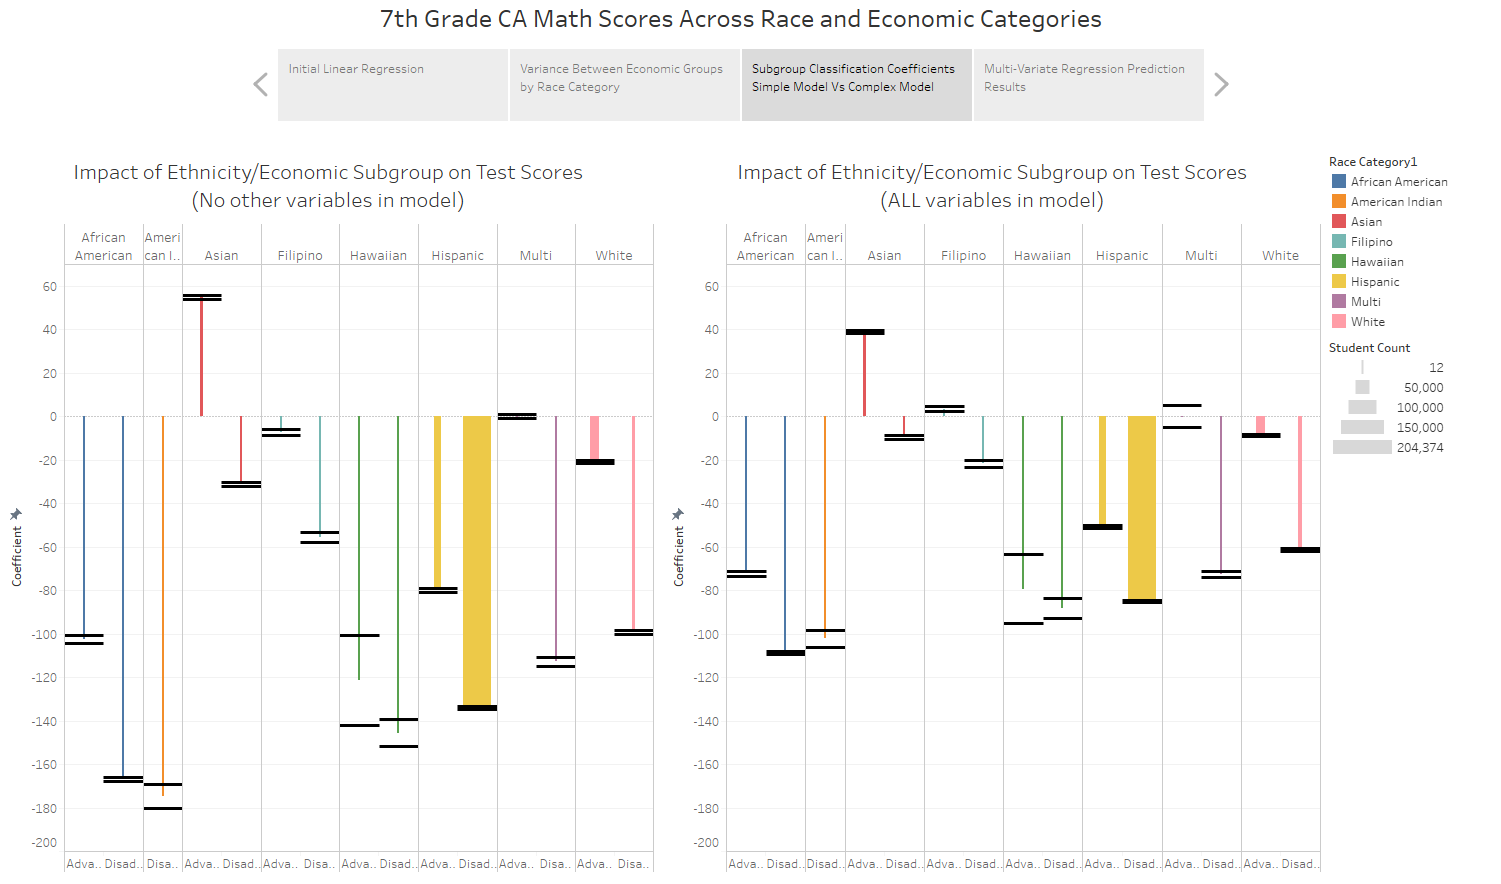 7th Grade CA Math Scores Across Race and Economic Categories
Initial Linear Regression
Variance Between Economic Groups
by Race Category
Subgroup Classification Coefficients
Simple Model Vs Complex Model
Multi-Variate Regression Prediction
Results
Impact of Ethnicity/Economic Subgroup on Test Scores
(No other variables in model)
African
American
Ameri
can I..
Asian
Filipino
Hawaiian
Hispanic
Multi
White
60
40
20
0
-20
-40
-60
-80
-100
-120
-140
-160
-180
-200
Coefficient
Adva.. Disad.. Disa.. Adva.. Disad.. Adva.. Disa.. Adva.. Disad.. Adva.. Disad.. Adva.. Disa.. Adva.. Disa..
Impact of Ethnicity/Economic Subgroup on Test Scores
(ALL variables in model)
African
American
Ameri
can I..
Asian
Filipino
Hawaiian
Hispanic
Multi
White
60
40
20
0
-20
-40
-60
-80
-100
-120
-140
-160
-180
-200
Coefficient
Adva.. Disad.. Disa.. Adva.. Disad.. Adva.. Disad.. Adva.. Disad.. Adva.. Disad.. Adva.. Disad.. Adva.. Disad..
Race Category1
African American
American Indian
Asian
Filipino
Hawaiian
Hispanic
Multi
White
Student Count
12
50,000
100,000
150,000
204,374